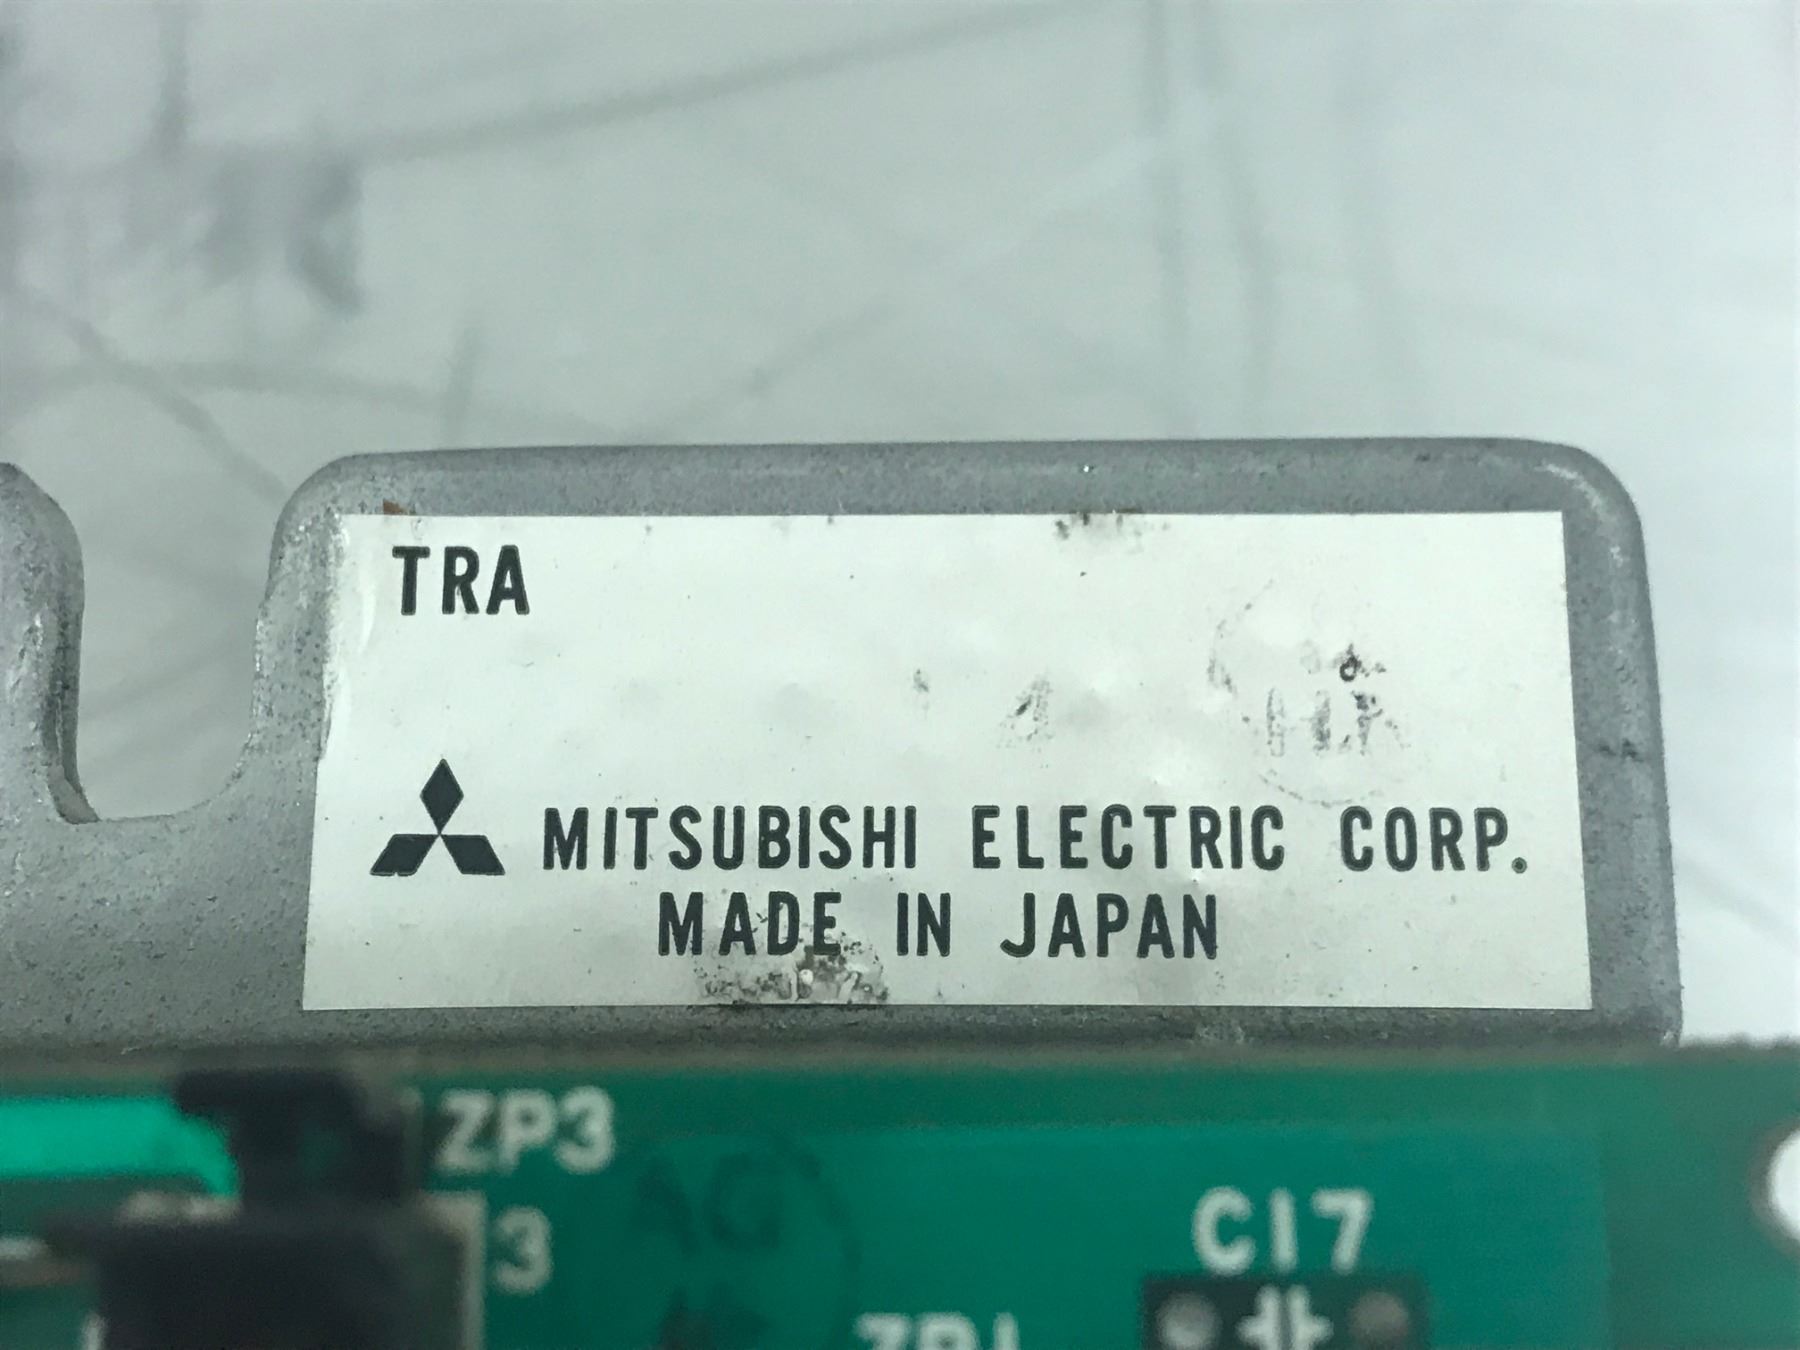 TRA
MITSUBISHI ELECTRIC CORP.
MADE IN JAPAN
ZP3
3
C17